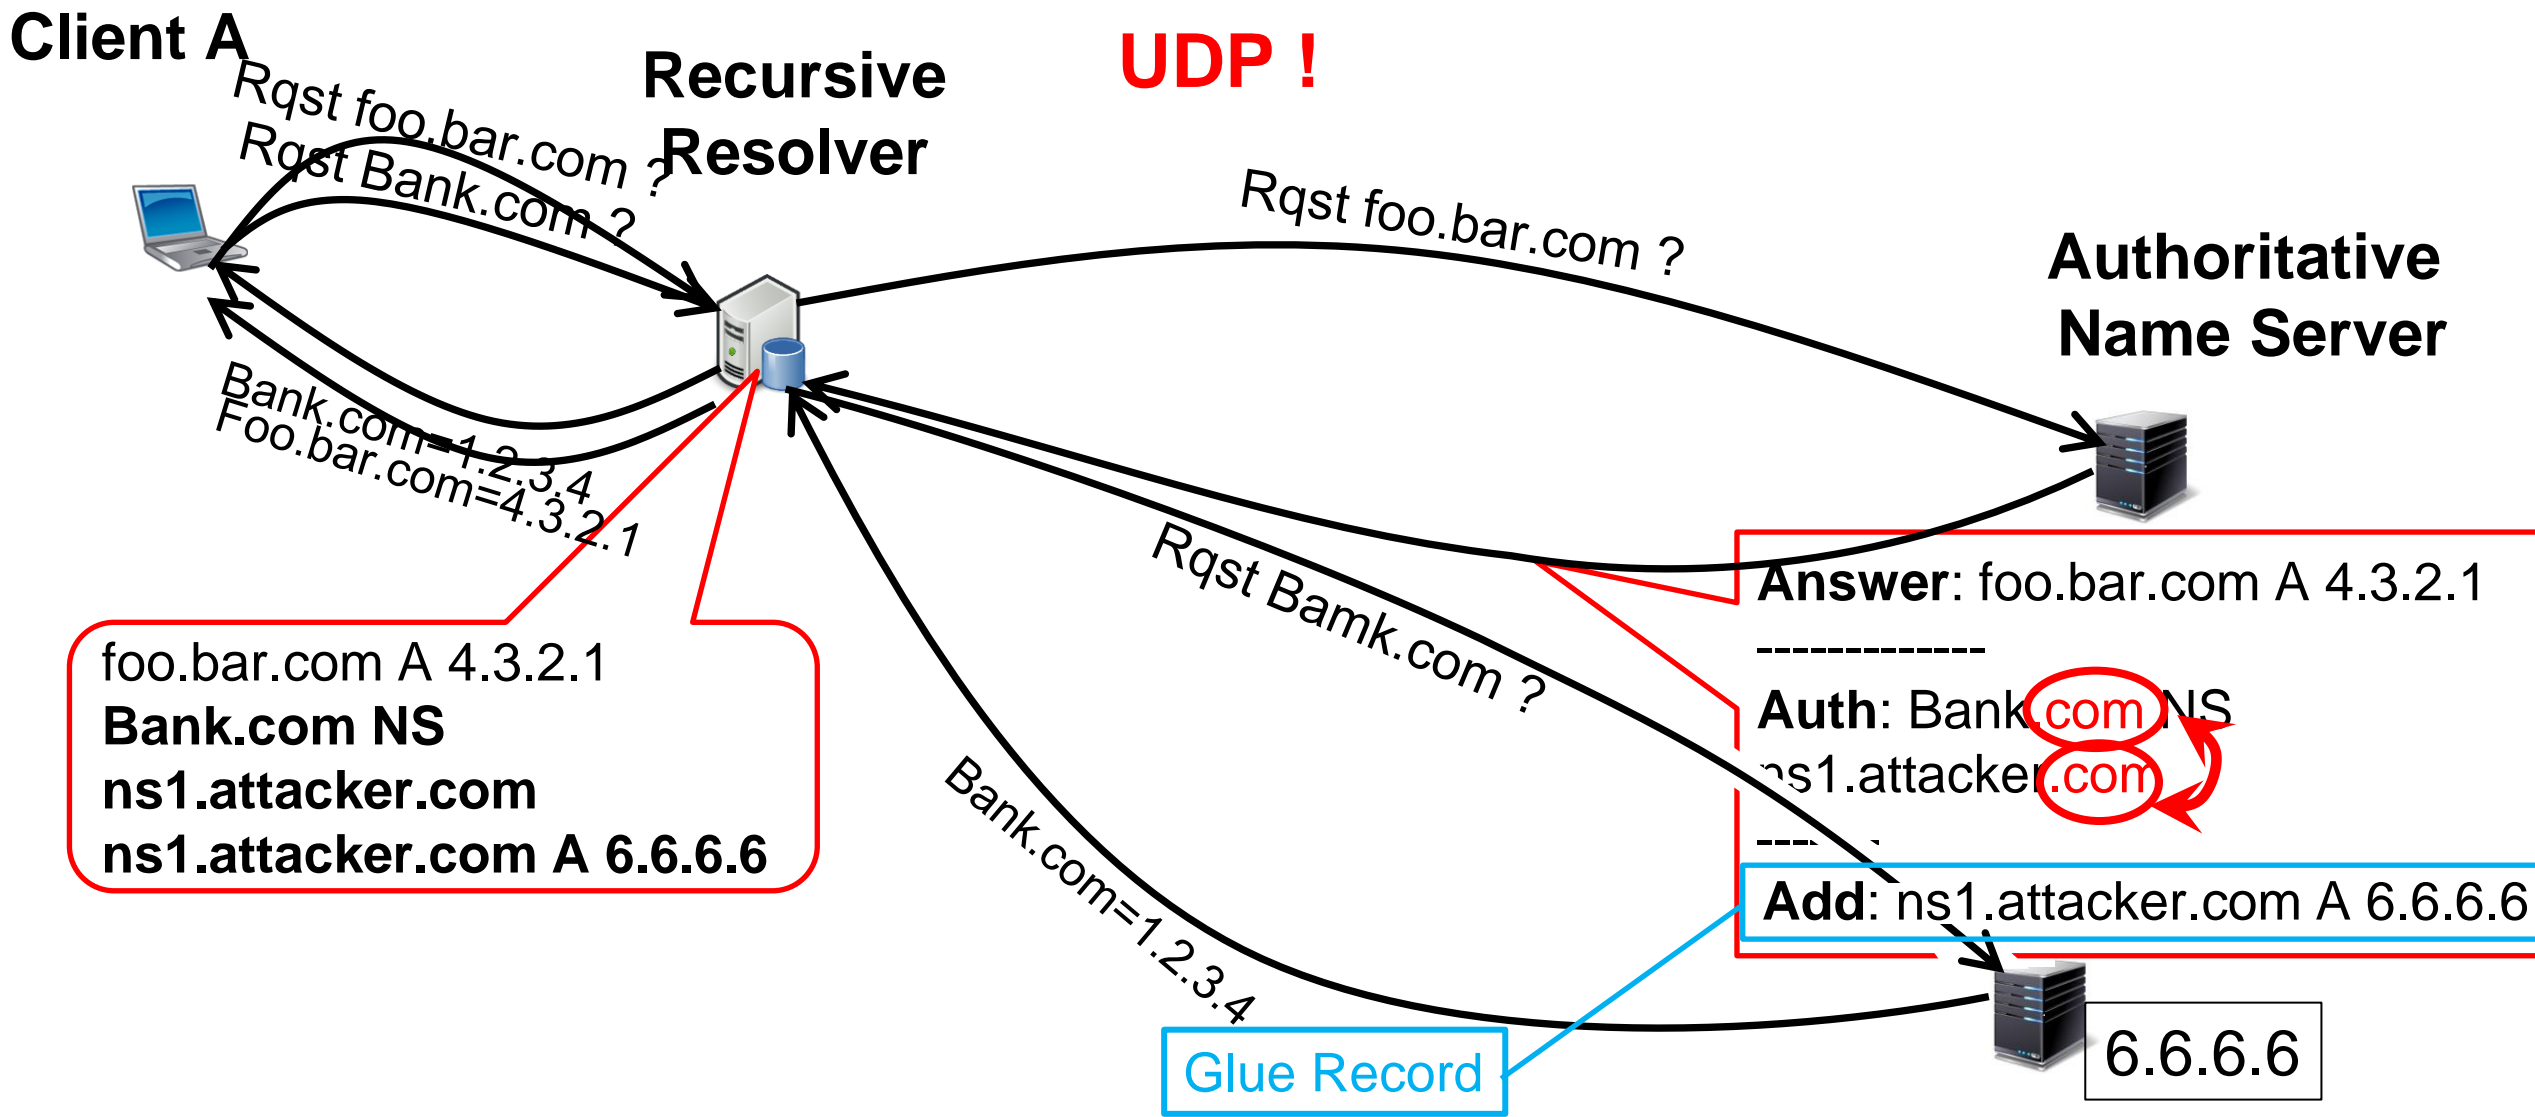 Client A
Recursive
Resolver
UDP !
Rqst foo.bar.com ?
Rqst Bank.com ?
Rqst foo.bar.com ?
Authoritative
Name Server
Bank.com=1.2.3.4
Foo.bar.com=4.3.2.1
Rqst Bamk.com ?
Bank.com=1.2.3.4
foo.bar.com A 4.3.2.1
Bank.com NS
ns1.attacker.com
ns1.attacker.com A 6.6.6.6
Answer: foo.bar.com A 4.3.2.1
-------------
Auth: Bank.com NS
ns1.attacker.com
-------
Add: ns1.attacker.com A 6.6.6.6
Glue Record
6.6.6.6